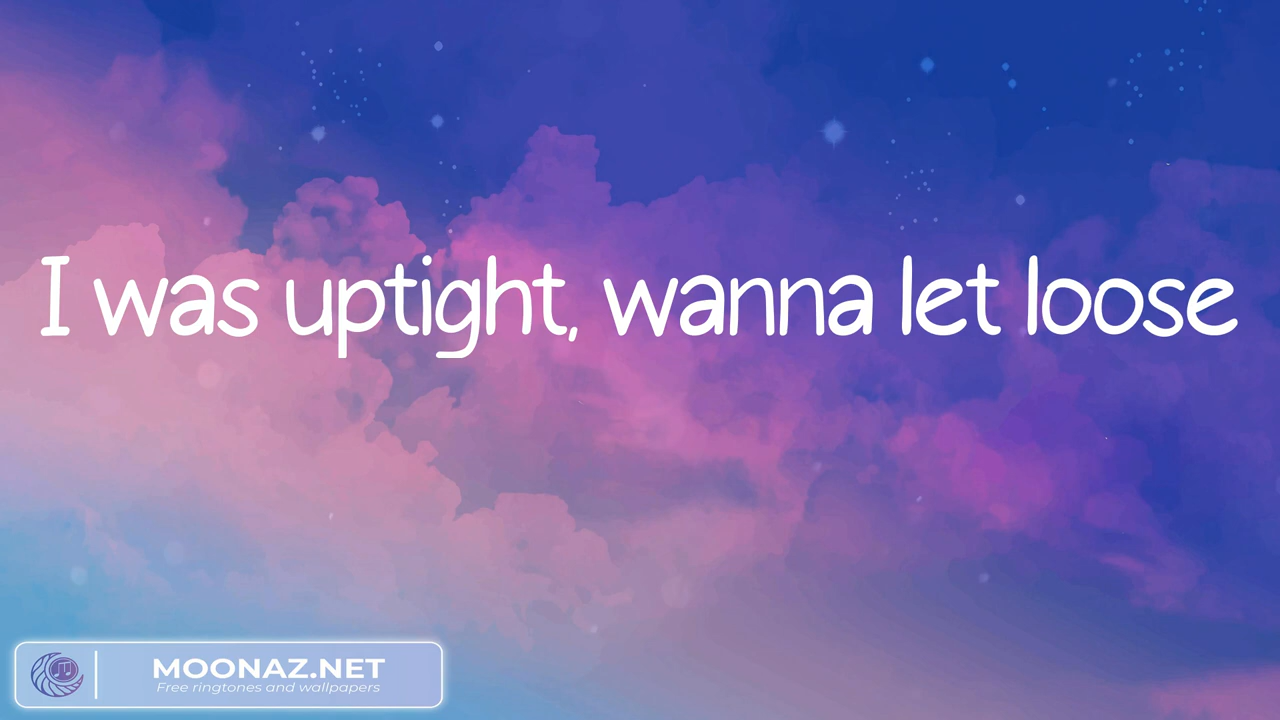 I was uptight, wanna let loose
MOONAZ.NET
Free ringtones and wallpapers